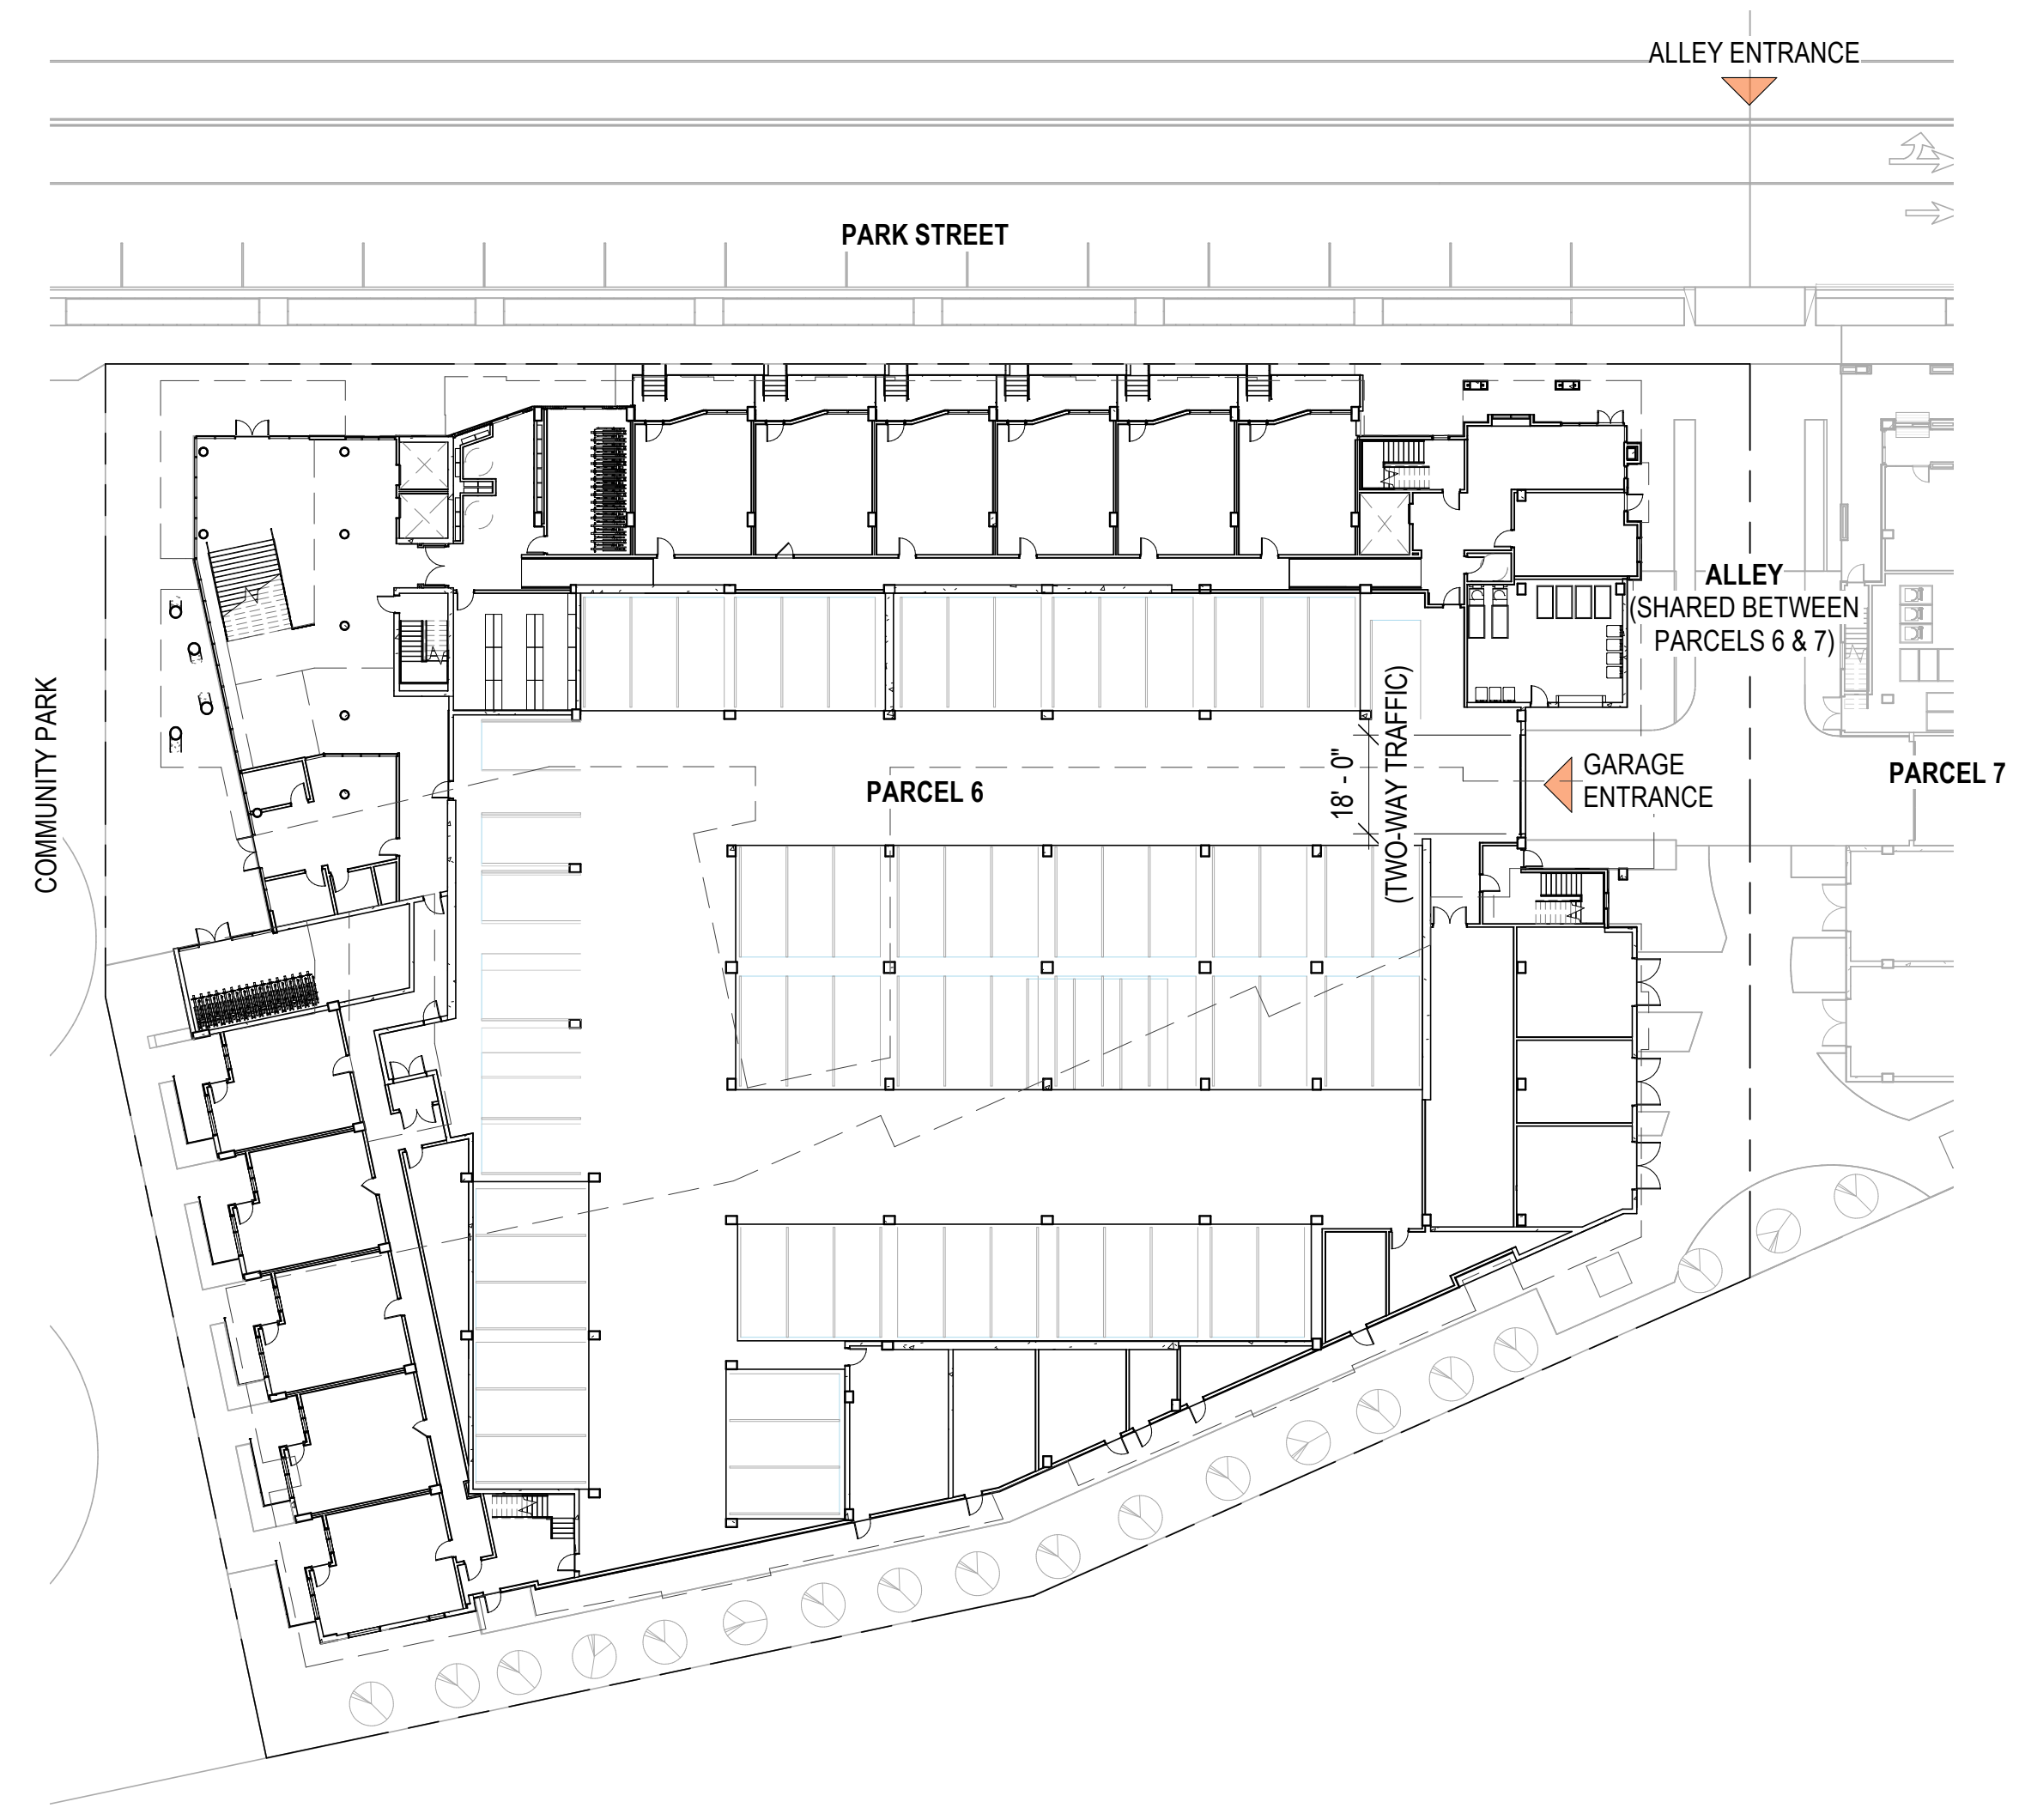 ALLEY ENTRANCE
PARK STREET
ALLEY
(SHARED BETWEEN
PARCELS 6 & 7)
COMMUNITY PARK
PARCEL 6
18' - 0"
(TWO-WAY TRAFFIC)
GARAGE
ENTRANCE
PARCEL 7